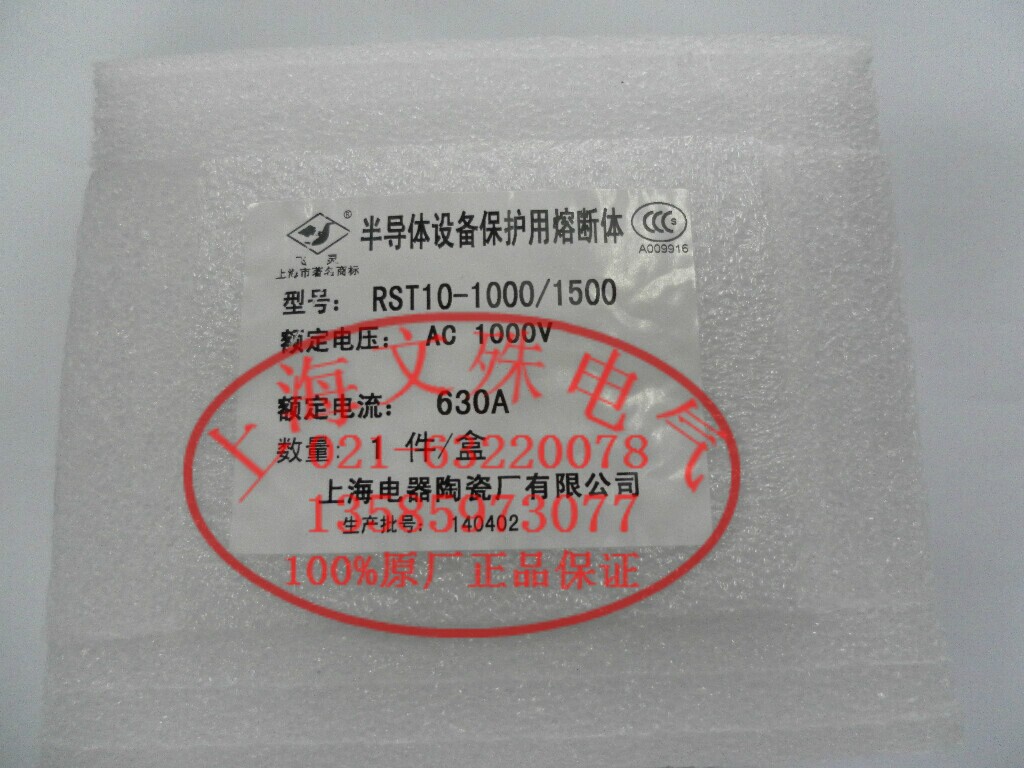 半导体设备保护用熔断体
CCC S
A009916
飞灵
上海市著名商标
型号: RST10-1000/1500
额定电压: AC 1000V
上海文殊电气
额定电流: 630A
数量: 1 件/盒
021-63220078
上海电器陶瓷厂有限公司
13585973077
生产批号: 140402
100%原厂正品保证